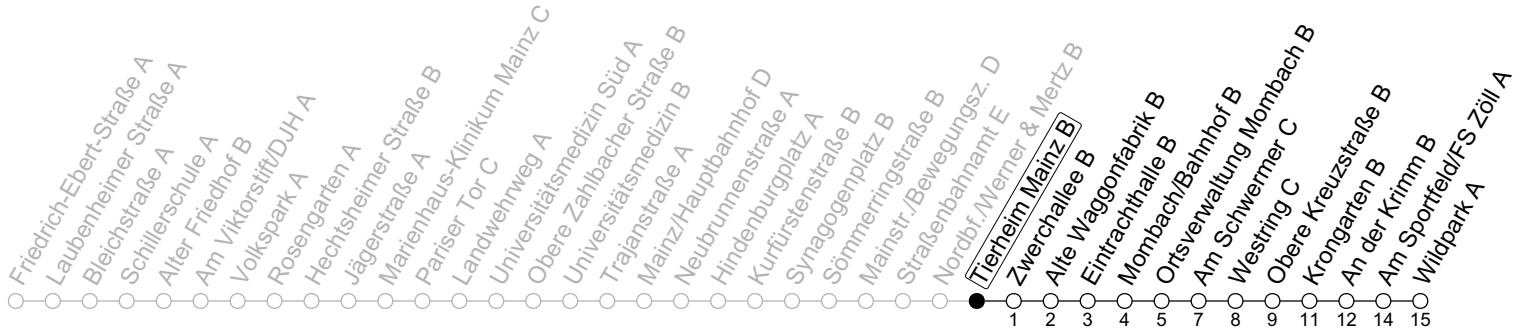 Friedrich-Ebert-Straße A
Laubenheimer Straße A
Bleichstraße A
Schillerschule A
Alter Friedhof B
Am Viktorstift/DJH A
Volkspark A
Rosengarten A
Hechtsheimer Straße B
Jägerstraße A
Marienhaus-Klinikum Mainz C
Pariser Tor C
Landwehrweg A
Universitätsmedizin Süd A
Obere Zahlbacher Straße B
Universitätsmedizin B
Trajanstraße A
Mainz/Hauptbahnhof D
Neubrunnenstraße A
Hindenburgplatz A
Kurfürstenstraße B
Synagogenplatz B
Sömmerringstraße B
Mainstr./Bewegungsz. D
Straßenbahnamt E
Nordbf./Werner & Mertz B
Tierheim Mainz B
Zwerchallee B
Alte Waggonfabrik B
Eintrachthalle B
Mombach/Bahnhof B
Ortsverwaltung Mombach B
Am Schwermer C
Westring C
Obere Kreuzstraße B
Krongarten B
An der Krimm B
Am Sportfeld/FS Zöll A
Wildpark A
1 2 3 4 5 7 8 9 11 12 14 15